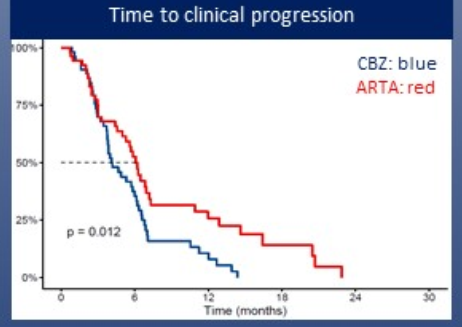 Time to clinical progression
CBZ: blue
ARTA: red
100%
75%
50%
25%
0%
p = 0.012
0 6 12 18 24 30
Time (months)